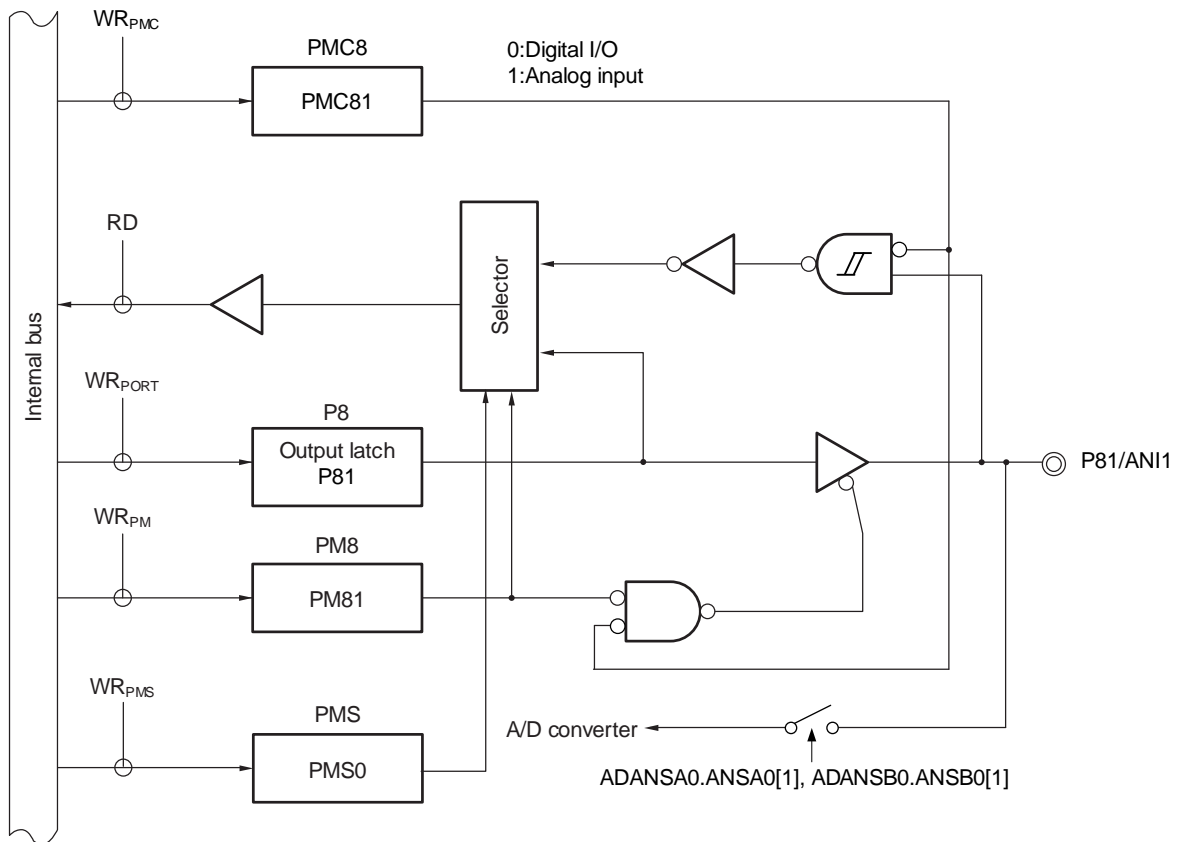 WRPMC
PMC8
0:Digital I/O
1:Analog input
PMC81
RD
Selector
Internal bus
WRPORT
P8
Output latch
P81
P81/ANI1
WRPM
PM8
PM81
WRPMS
PMS
PMS0
A/D converter
ADANSA0.ANSA0[1], ADANSB0.ANSB0[1]